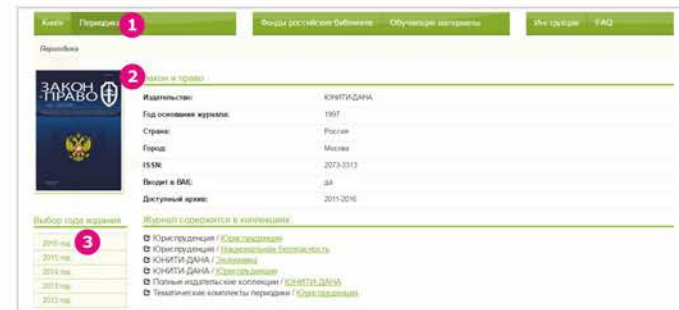 Книги Периодика 1 Фонды российских библиотек Обучающие материалы Инструкции FAQ
Периодика
2 Закон и право
ЗАКОН
-ПРАВО
Издательство: ЮНИТИ-ДАНА
Год основания журнала: 1997
Страна: Россия
Город: Москва
ISSN: 2073-3313
Входит в ВАК: да
Доступный архив: 2011-2016
Выбор года издания Журнал содержится в коллекциях
2016 год 3
2015 год
2014 год
2013 год
2012 год
Юриспруденция / Юриспруденция
Юриспруденция / Национальная безопасность
ЮНИТИ-ДАНА / Экономика
ЮНИТИ-ДАНА / Юриспруденция
Полные издательские коллекции / ЮНИТИ-ДАНА
Тематические комплекты периодики / Юриспруденция